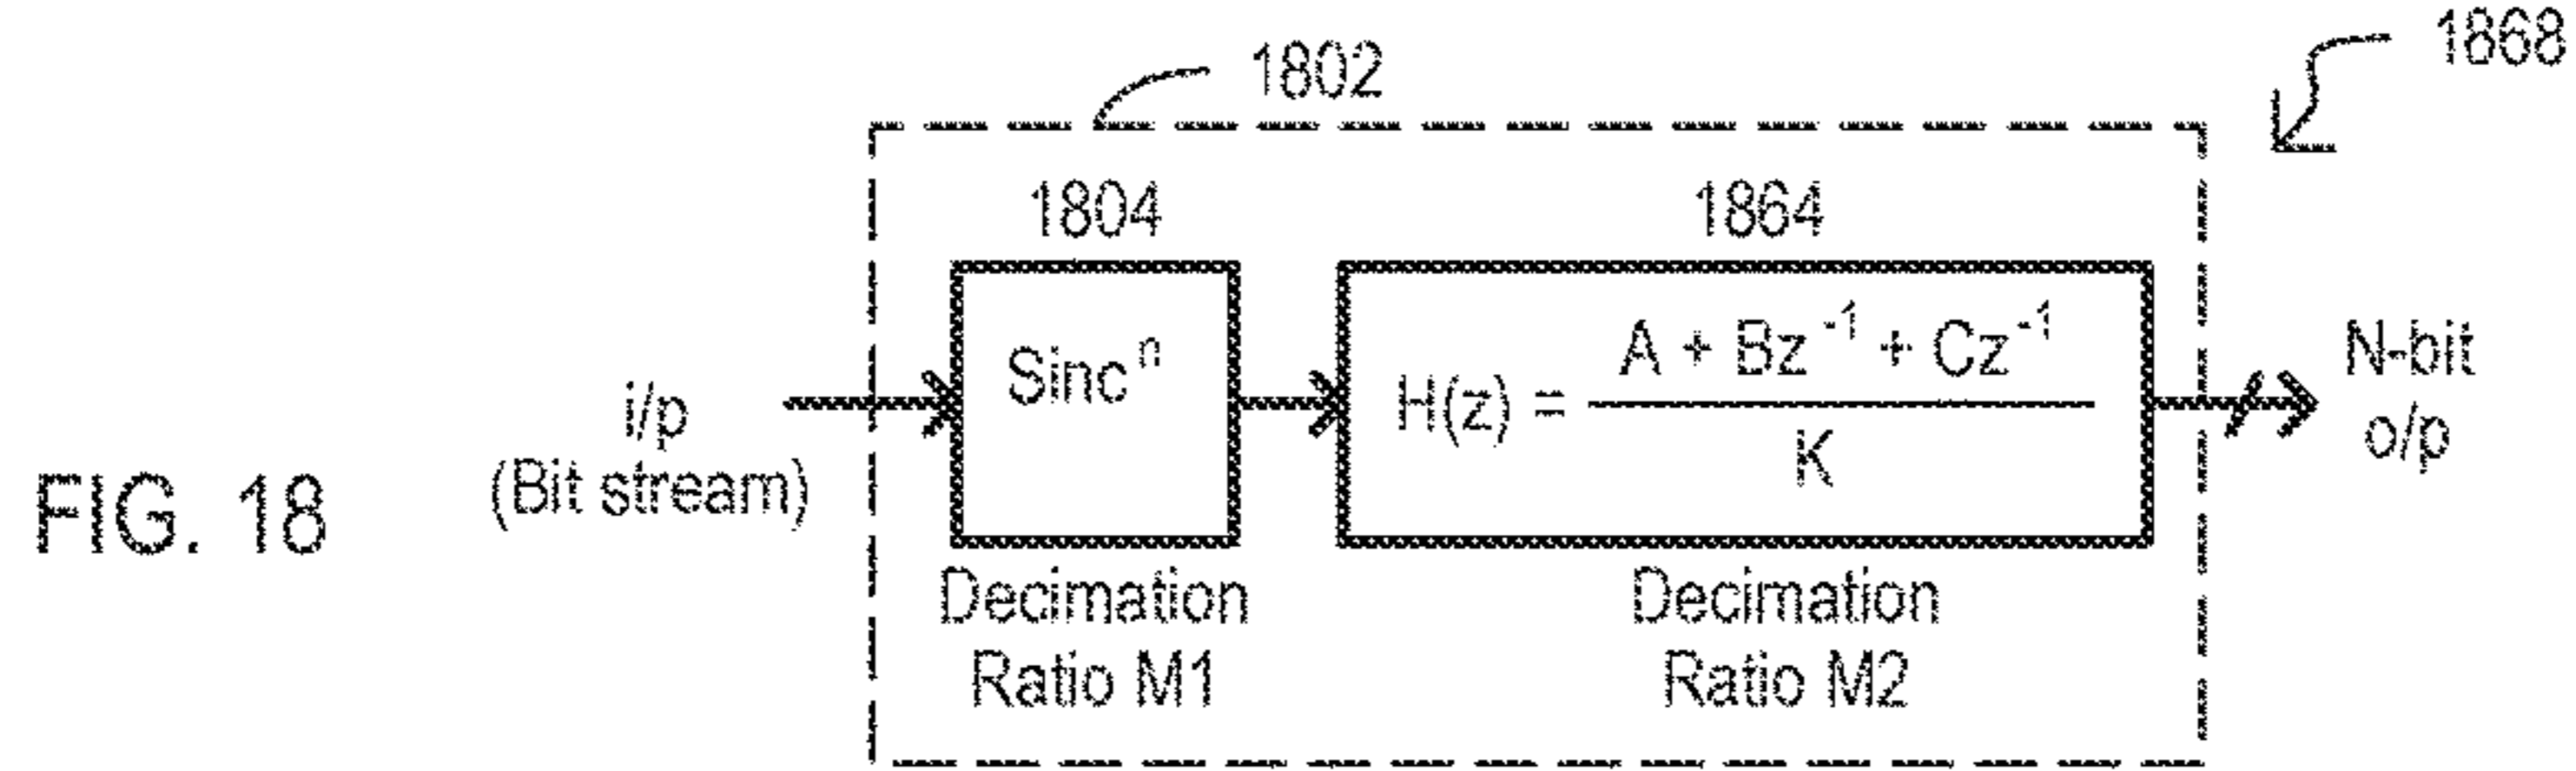 1868
1802
1804
1864
Sinc n
H(z) = A + Bz -1 + Cz -1
K
i/p
(Bit stream)
N-bit
o/p
Decimation
Ratio M1
Decimation
Ratio M2
FIG. 18